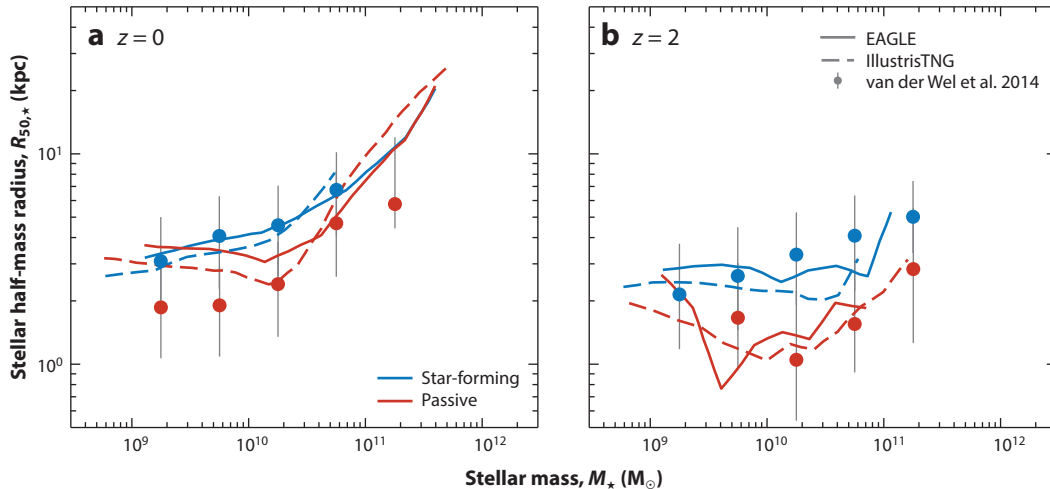 a z = 0
b z = 2
EAGLE
IllustrisTNG
van der Wel et al. 2014
Stellar half-mass radius, R50,⋆ (kpc)
10¹
10⁰
Star-forming
Passive
10⁹ 10¹⁰ 10¹¹ 10¹² 10⁹ 10¹⁰ 10¹¹ 10¹²
Stellar mass, M⋆ (M⊙)